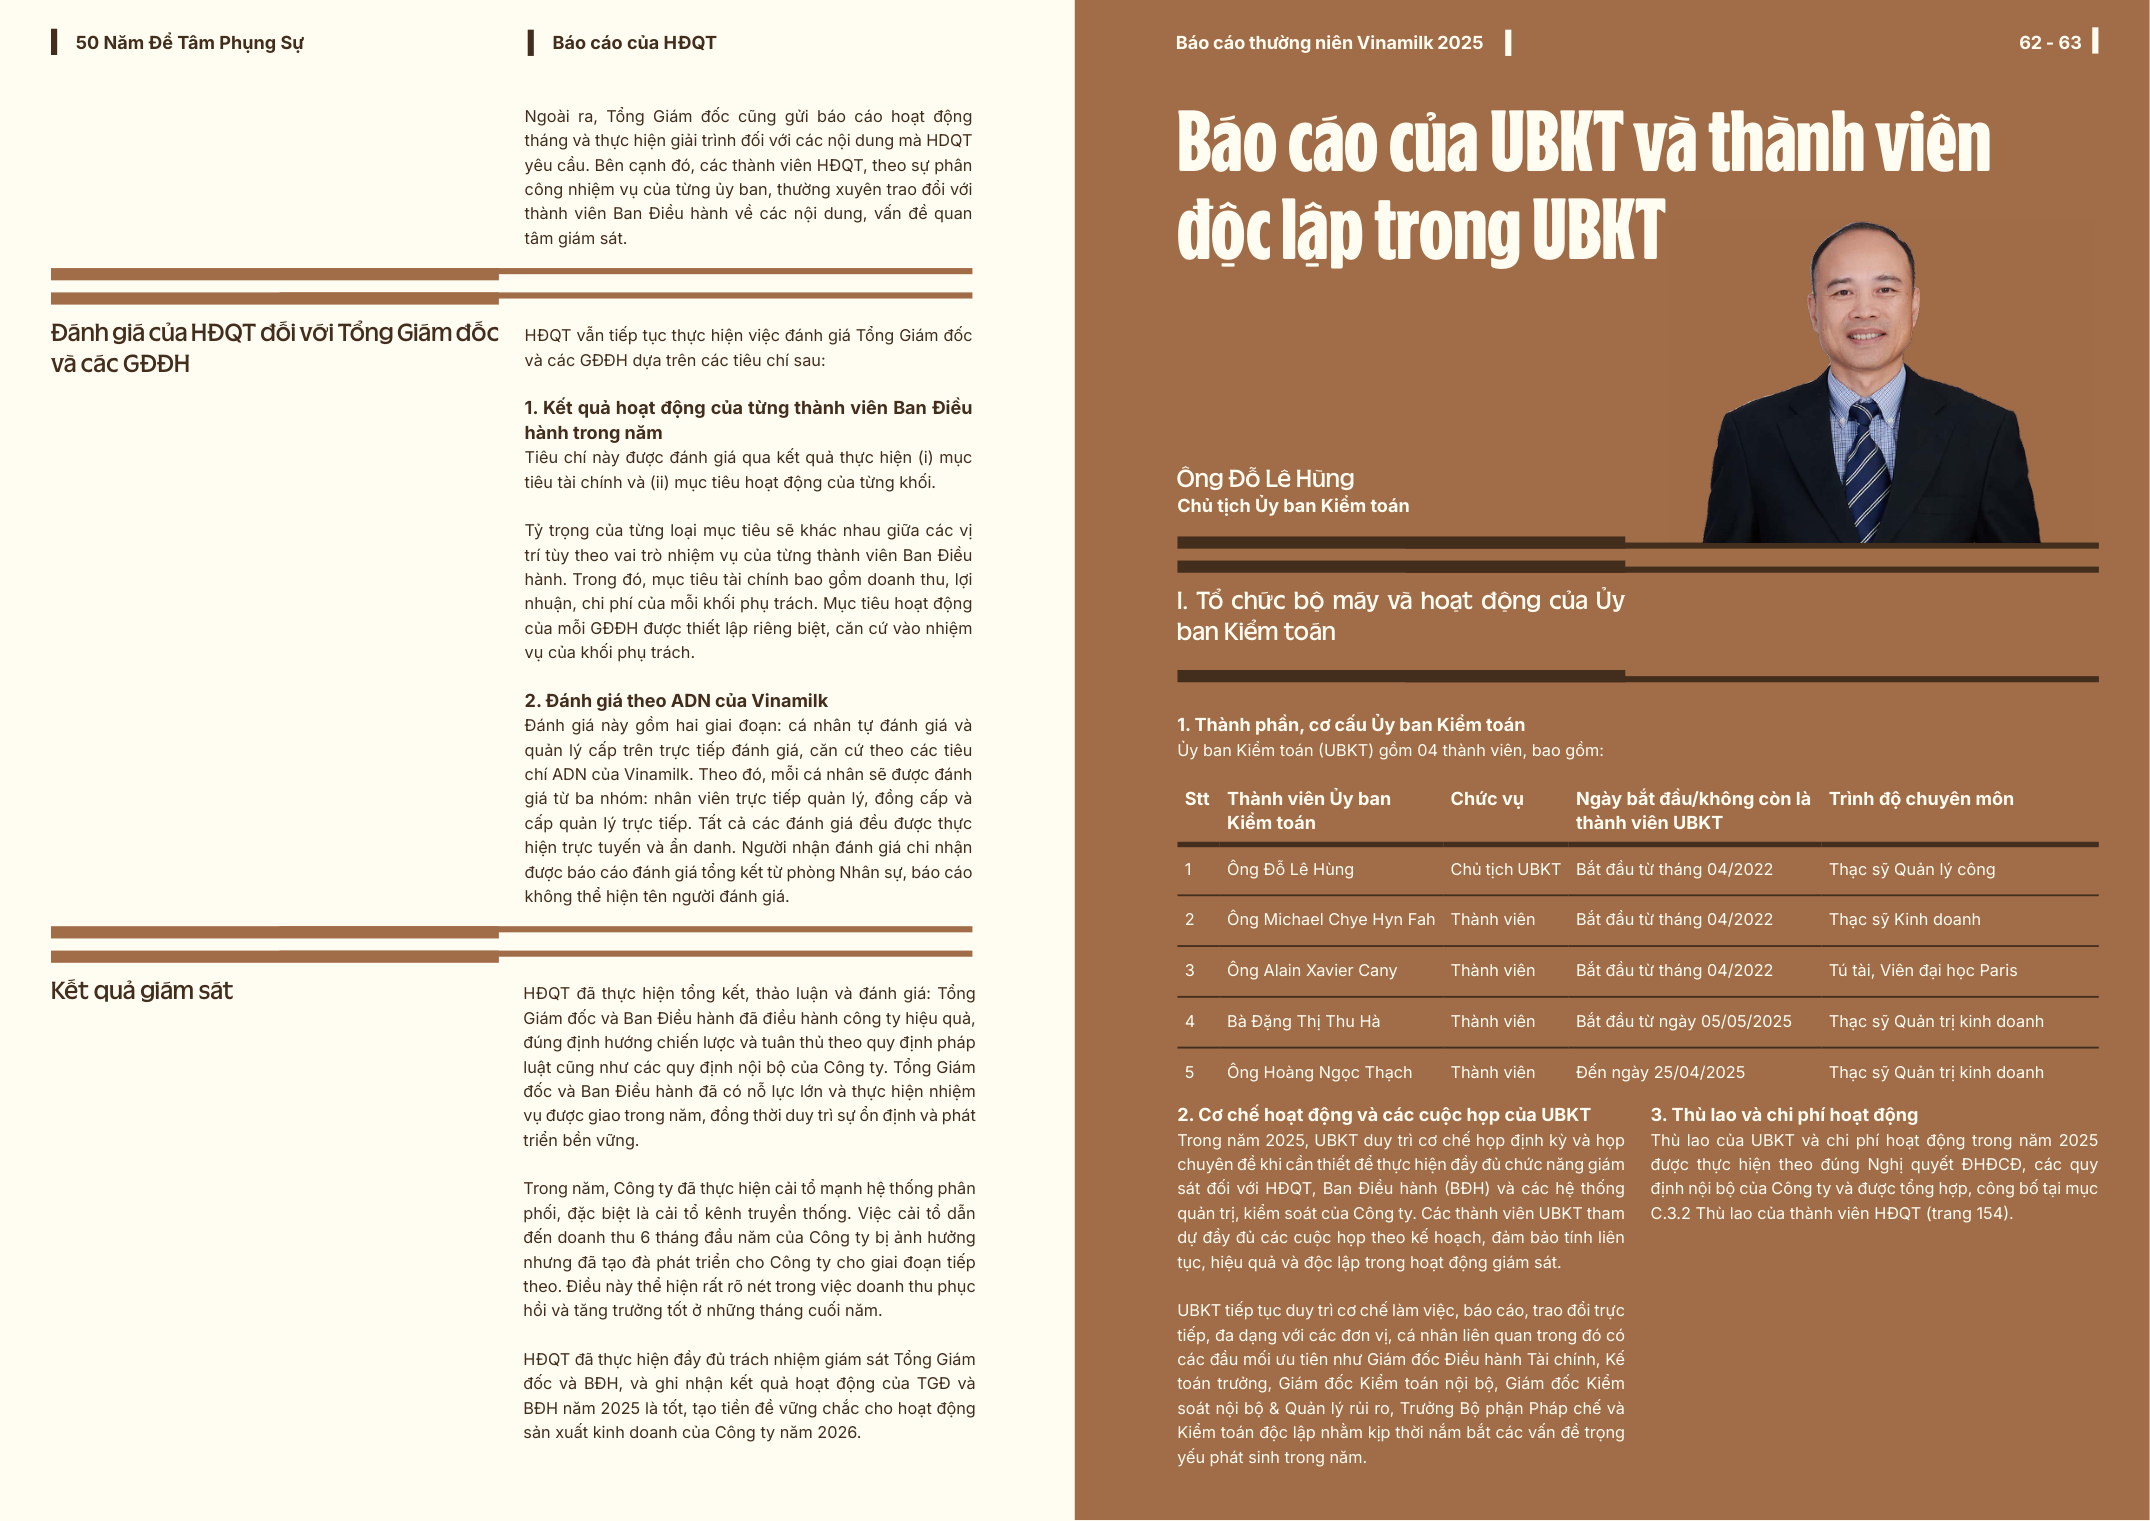 50 Năm Để Tâm Phụng Sự
Báo cáo của HĐQT
Ngoài ra, Tổng Giám đốc cũng gửi báo cáo hoạt động
tháng và thực hiện giải trình đối với các nội dung mà HDQT
yêu cầu. Bên cạnh đó, các thành viên HĐQT, theo sự phân
công nhiệm vụ của từng ủy ban, thường xuyên trao đổi với
thành viên Ban Điều hành về các nội dung, vấn đề quan
tâm giám sát.
Đánh giá của HĐQT đối với Tổng Giám đốc
và các GĐĐH
HĐQT vẫn tiếp tục thực hiện việc đánh giá Tổng Giám đốc
và các GĐĐH dựa trên các tiêu chí sau:
1. Kết quả hoạt động của từng thành viên Ban Điều
hành trong năm
Tiêu chí này được đánh giá qua kết quả thực hiện (i) mục
tiêu tài chính và (ii) mục tiêu hoạt động của từng khối.
Tỷ trọng của từng loại mục tiêu sẽ khác nhau giữa các vị
trí tùy theo vai trò nhiệm vụ của từng thành viên Ban Điều
hành. Trong đó, mục tiêu tài chính bao gồm doanh thu, lợi
nhuận, chi phí của mỗi khối phụ trách. Mục tiêu hoạt động
của mỗi GĐĐH được thiết lập riêng biệt, căn cứ vào nhiệm
vụ của khối phụ trách.
2. Đánh giá theo ADN của Vinamilk
Đánh giá này gồm hai giai đoạn: cá nhân tự đánh giá và
quản lý cấp trên trực tiếp đánh giá, căn cứ theo các tiêu
chí ADN của Vinamilk. Theo đó, mỗi cá nhân sẽ được đánh
giá từ ba nhóm: nhân viên trực tiếp quản lý, đồng cấp và
cấp quản lý trực tiếp. Tất cả các đánh giá đều được thực
hiện trực tuyến và ẩn danh. Người nhận đánh giá chỉ nhận
được báo cáo đánh giá tổng kết từ phòng Nhân sự, báo cáo
không thể hiện tên người đánh giá.
Kết quả giám sát
HĐQT đã thực hiện tổng kết, thảo luận và đánh giá: Tổng
Giám đốc và Ban Điều hành đã điều hành công ty hiệu quả,
đúng định hướng chiến lược và tuân thủ theo quy định pháp
luật cũng như các quy định nội bộ của Công ty. Tổng Giám
đốc và Ban Điều hành đã có nỗ lực lớn và thực hiện nhiệm
vụ được giao trong năm, đồng thời duy trì sự ổn định và phát
triển bền vững.
Trong năm, Công ty đã thực hiện cải tổ mạnh hệ thống phân
phối, đặc biệt là cải tổ kênh truyền thống. Việc cải tổ dẫn
đến doanh thu 6 tháng đầu năm của Công ty bị ảnh hưởng
nhưng đã tạo đà phát triển cho Công ty cho giai đoạn tiếp
theo. Điều này thể hiện rất rõ nét trong việc doanh thu phục
hồi và tăng trưởng tốt ở những tháng cuối năm.
HĐQT đã thực hiện đầy đủ trách nhiệm giám sát Tổng Giám
đốc và BĐH, và ghi nhận kết quả hoạt động của TGĐ và
BĐH năm 2025 là tốt, tạo tiền đề vững chắc cho hoạt động
sản xuất kinh doanh của Công ty năm 2026.
Báo cáo thường niên Vinamilk 2025
62 - 63
Báo cáo của UBKT và thành viên
độc lập trong UBKT
Ông Đỗ Lê Hùng
Chủ tịch Ủy ban Kiểm toán
I. Tổ chức bộ máy và hoạt động của Ủy
ban Kiểm toán
1. Thành phần, cơ cấu Ủy ban Kiểm toán
Ủy ban Kiểm toán (UBKT) gồm 04 thành viên, bao gồm:
Stt Thành viên Ủy ban Chức vụ Ngày bắt đầu/không còn là Trình độ chuyên môn
Kiểm toán thành viên UBKT
1 Ông Đỗ Lê Hùng Chủ tịch UBKT Bắt đầu từ tháng 04/2022 Thạc sỹ Quản lý công
2 Ông Michael Chye Hyn Fah Thành viên Bắt đầu từ tháng 04/2022 Thạc sỹ Kinh doanh
3 Ông Alain Xavier Cany Thành viên Bắt đầu từ tháng 04/2022 Tú tài, Viên đại học Paris
4 Bà Đặng Thị Thu Hà Thành viên Bắt đầu từ ngày 05/05/2025 Thạc sỹ Quản trị kinh doanh
5 Ông Hoàng Ngọc Thạch Thành viên Đến ngày 25/04/2025 Thạc sỹ Quản trị kinh doanh
2. Cơ chế hoạt động và các cuộc họp của UBKT
Trong năm 2025, UBKT duy trì cơ chế họp định kỳ và họp
chuyên đề khi cần thiết để thực hiện đầy đủ chức năng giám
sát đối với HĐQT, Ban Điều hành (BĐH) và các hệ thống
quản trị, kiểm soát của Công ty. Các thành viên UBKT tham
dự đầy đủ các cuộc họp theo kế hoạch, đảm bảo tính liên
tục, hiệu quả và độc lập trong hoạt động giám sát.
UBKT tiếp tục duy trì cơ chế làm việc, báo cáo, trao đổi trực
tiếp, đa dạng với các đơn vị, cá nhân liên quan trong đó có
các đầu mối ưu tiên như Giám đốc Điều hành Tài chính, Kế
toán trưởng, Giám đốc Kiểm toán nội bộ, Giám đốc Kiểm
soát nội bộ & Quản lý rủi ro, Trưởng Bộ phận Pháp chế và
Kiểm toán độc lập nhằm kịp thời nắm bắt các vấn đề trọng
yếu phát sinh trong năm.
3. Thù lao và chi phí hoạt động
Thù lao của UBKT và chi phí hoạt động trong năm 2025
được thực hiện theo đúng Nghị quyết ĐHĐCĐ, các quy
định nội bộ của Công ty và được tổng hợp, công bố tại mục
C.3.2 Thù lao của thành viên HĐQT (trang 154).